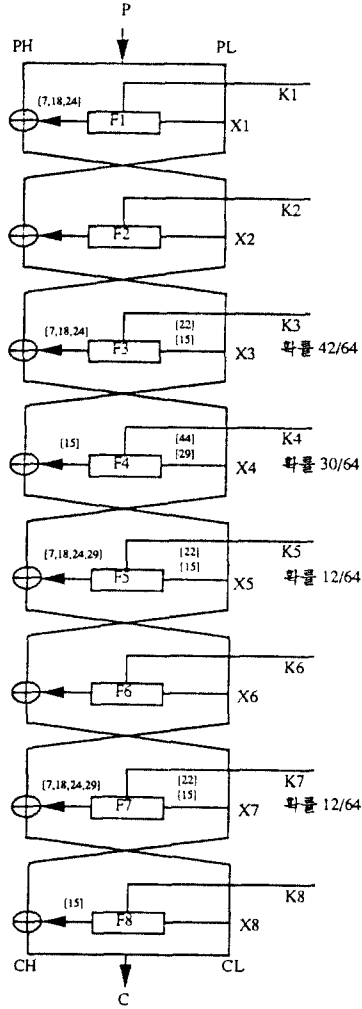 P
PH PL
K1
{7,18,24} F1
X1
K2
F2
X2
K3
{7,18,24} F3 {22} {15}
X3 확률 42/64
K4
{15} F4 {44} {29}
X4 확률 30/64
K5
{7,18,24,29} F5 {22} {15}
X5 확률 12/64
K6
F6
X6
K7
{7,18,24,29} F7 {22} {15}
X7 확률 12/64
K8
{15} F8
X8
CH CL
C